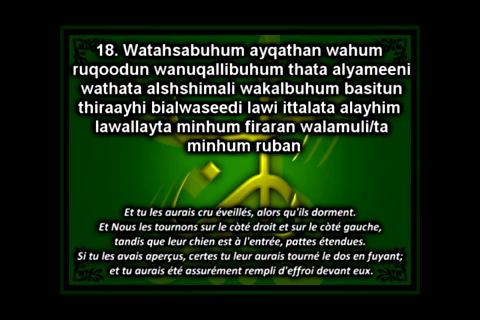 18. Watahsabuhum ayqathan wahum
ruqoodun wanuqallibuhum thata alyameeni
wathata alshshimali wakalbuhum basitun
thiraayhi bialwaseedi lawi ittalata alayhim
lawallayta minhum firaran walamuli/ta
minhum ruban
Et tu les aurais cru éveillés, alors qu'ils dorment.
Et Nous les tournons sur le còté droit et sur le còté gauche,
tandis que leur chien est à l'entrée, pattes étendues.
Si tu les avais aperçus, certes tu leur aurais tourné le dos en fuyant;
et tu aurais été assurément rempli d'effroi devant eux.